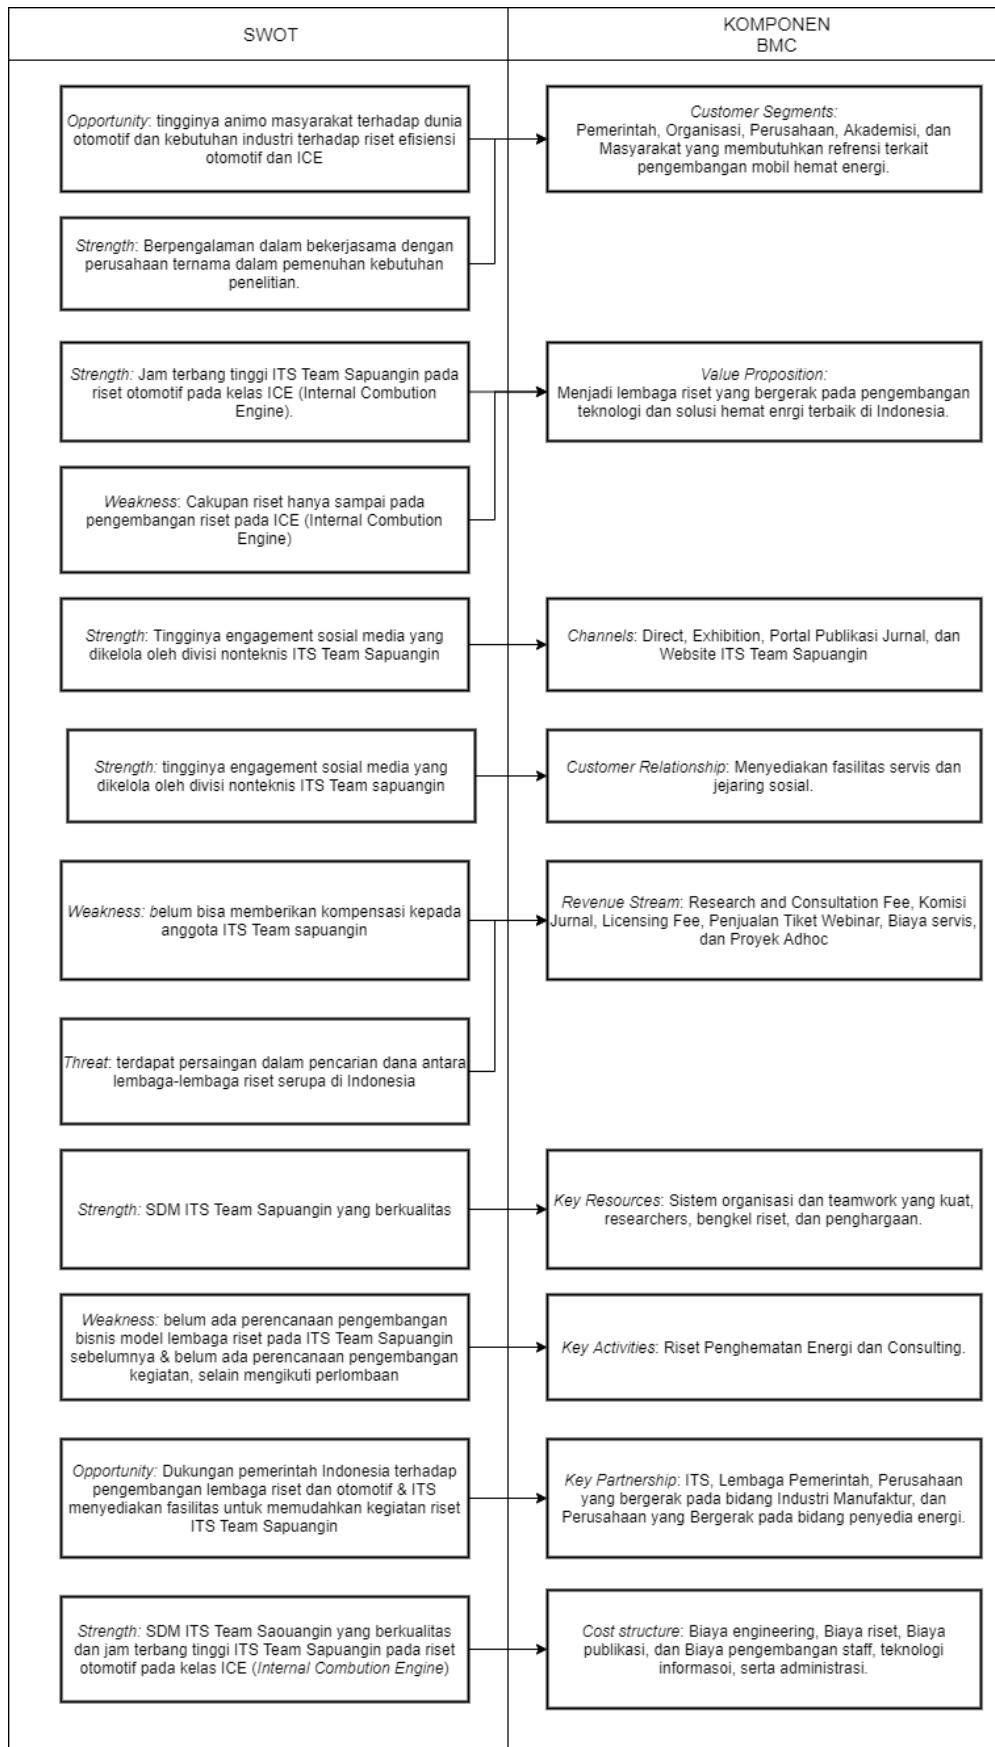 SWOT
KOMPONEN
BMC
Opportunity: tingginya animo masyarakat terhadap dunia
otomotif dan kebutuhan industri terhadap riset efisiensi
otomotif dan ICE
Customer Segments:
Pemerintah, Organisasi, Perusahaan, Akademisi, dan
Masyarakat yang membutuhkan refrensi terkait
pengembangan mobil hemat energi.
Strength: Berpengalaman dalam bekerjasama dengan
perusahaan ternama dalam pemenuhan kebutuhan
penelitian.
Strength: Jam terbang tinggi ITS Team Sapuangin pada
riset otomotif pada kelas ICE (Internal Combution
Engine).
Value Proposition:
Menjadi lembaga riset yang bergerak pada pengembangan
teknologi dan solusi hemat enrgi terbaik di Indonesia.
Weakness: Cakupan riset hanya sampai pada
pengembangan riset pada ICE (Internal Combution
Engine)
Strength: Tingginya engagement sosial media yang
dikelola oleh divisi nonteknis ITS Team Sapuangin
Channels: Direct, Exhibition, Portal Publikasi Jurnal, dan
Website ITS Team Sapuangin
Strength: tingginya engagement sosial media yang
dikelola oleh divisi nonteknis ITS Team sapuangin
Customer Relationship: Menyediakan fasilitas servis dan
jejaring sosial.
Weakness: belum bisa memberikan kompensasi kepada
anggota ITS Team sapuangin
Revenue Stream: Research and Consultation Fee, Komisi
Jurnal, Licensing Fee, Penjualan Tiket Webinar, Biaya servis,
dan Proyek Adhoc
Threat: terdapat persaingan dalam pencarian dana antara
lembaga-lembaga riset serupa di Indonesia
Strength: SDM ITS Team Sapuangin yang berkualitas
Key Resources: Sistem organisasi dan teamwork yang kuat,
researchers, bengkel riset, dan penghargaan.
Weakness: belum ada perencanaan pengembangan
bisnis model lembaga riset pada ITS Team Sapuangin
sebelumnya & belum ada perencanaan pengembangan
kegiatan, selain mengikuti perlombaan
Key Activities: Riset Penghematan Energi dan Consulting.
Opportunity: Dukungan pemerintah Indonesia terhadap
pengembangan lembaga riset dan otomotif & ITS
menyediakan fasilitas untuk memudahkan kegiatan riset
ITS Team Sapuangin
Key Partnership: ITS, Lembaga Pemerintah, Perusahaan
yang bergerak pada bidang Industri Manufaktur, dan
Perusahaan yang Bergerak pada bidang penyedia energi.
Strength: SDM ITS Team Saouangin yang berkualitas
dan jam terbang tinggi ITS Team Sapuangin pada riset
otomotif pada kelas ICE (Internal Combution Engine)
Cost structure: Biaya engineering, Biaya riset, Biaya
publikasi, dan Biaya pengembangan staff, teknologi
informasoi, serta administrasi.